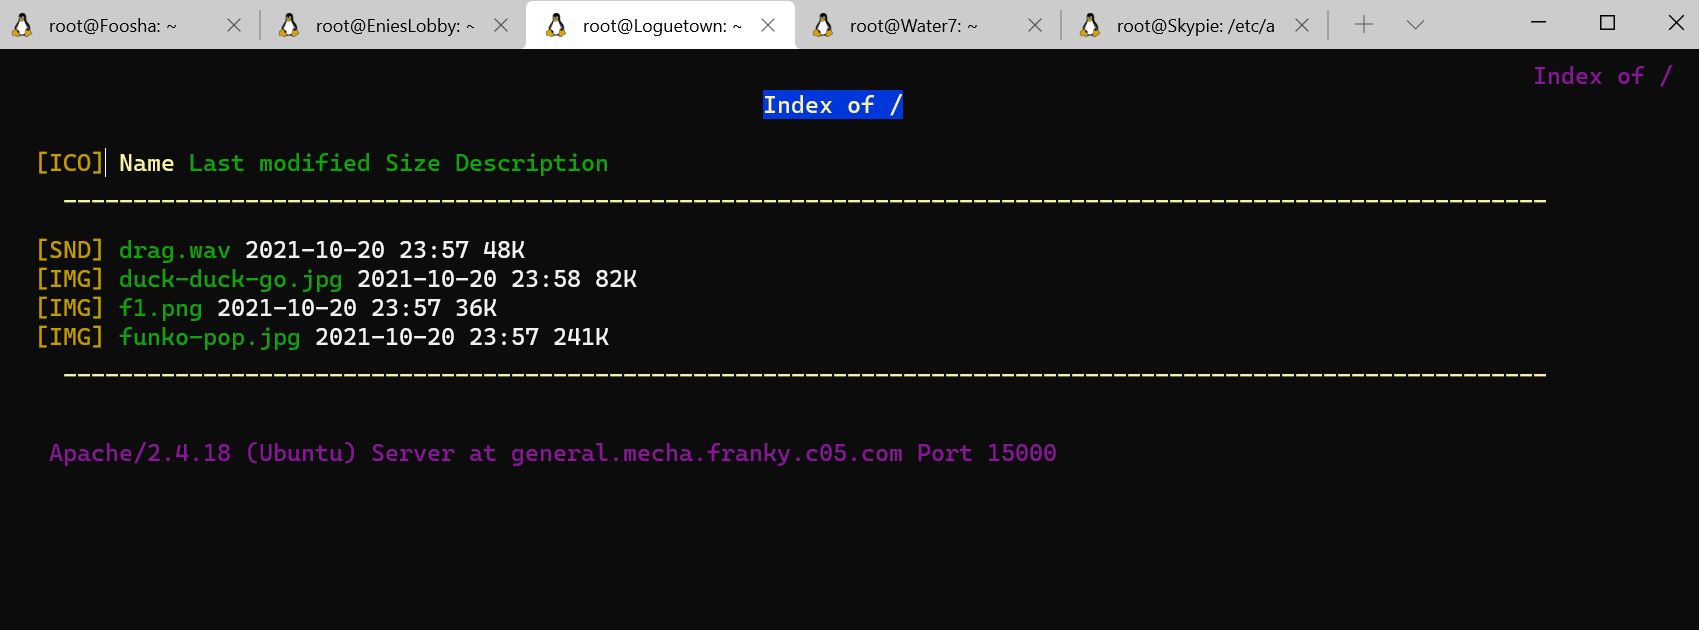 root@Foosha: ~ root@EniesLobby: ~ root@Loguetown: ~ root@Water7: ~ root@Skypie: /etc/a
Index of /
Index of /
[ICO] Name Last modified Size Description
[SND] drag.wav 2021-10-20 23:57 48K
[IMG] duck-duck-go.jpg 2021-10-20 23:58 82K
[IMG] f1.png 2021-10-20 23:57 36K
[IMG] funko-pop.jpg 2021-10-20 23:57 241K
Apache/2.4.18 (Ubuntu) Server at general.mecha.franky.c05.com Port 15000